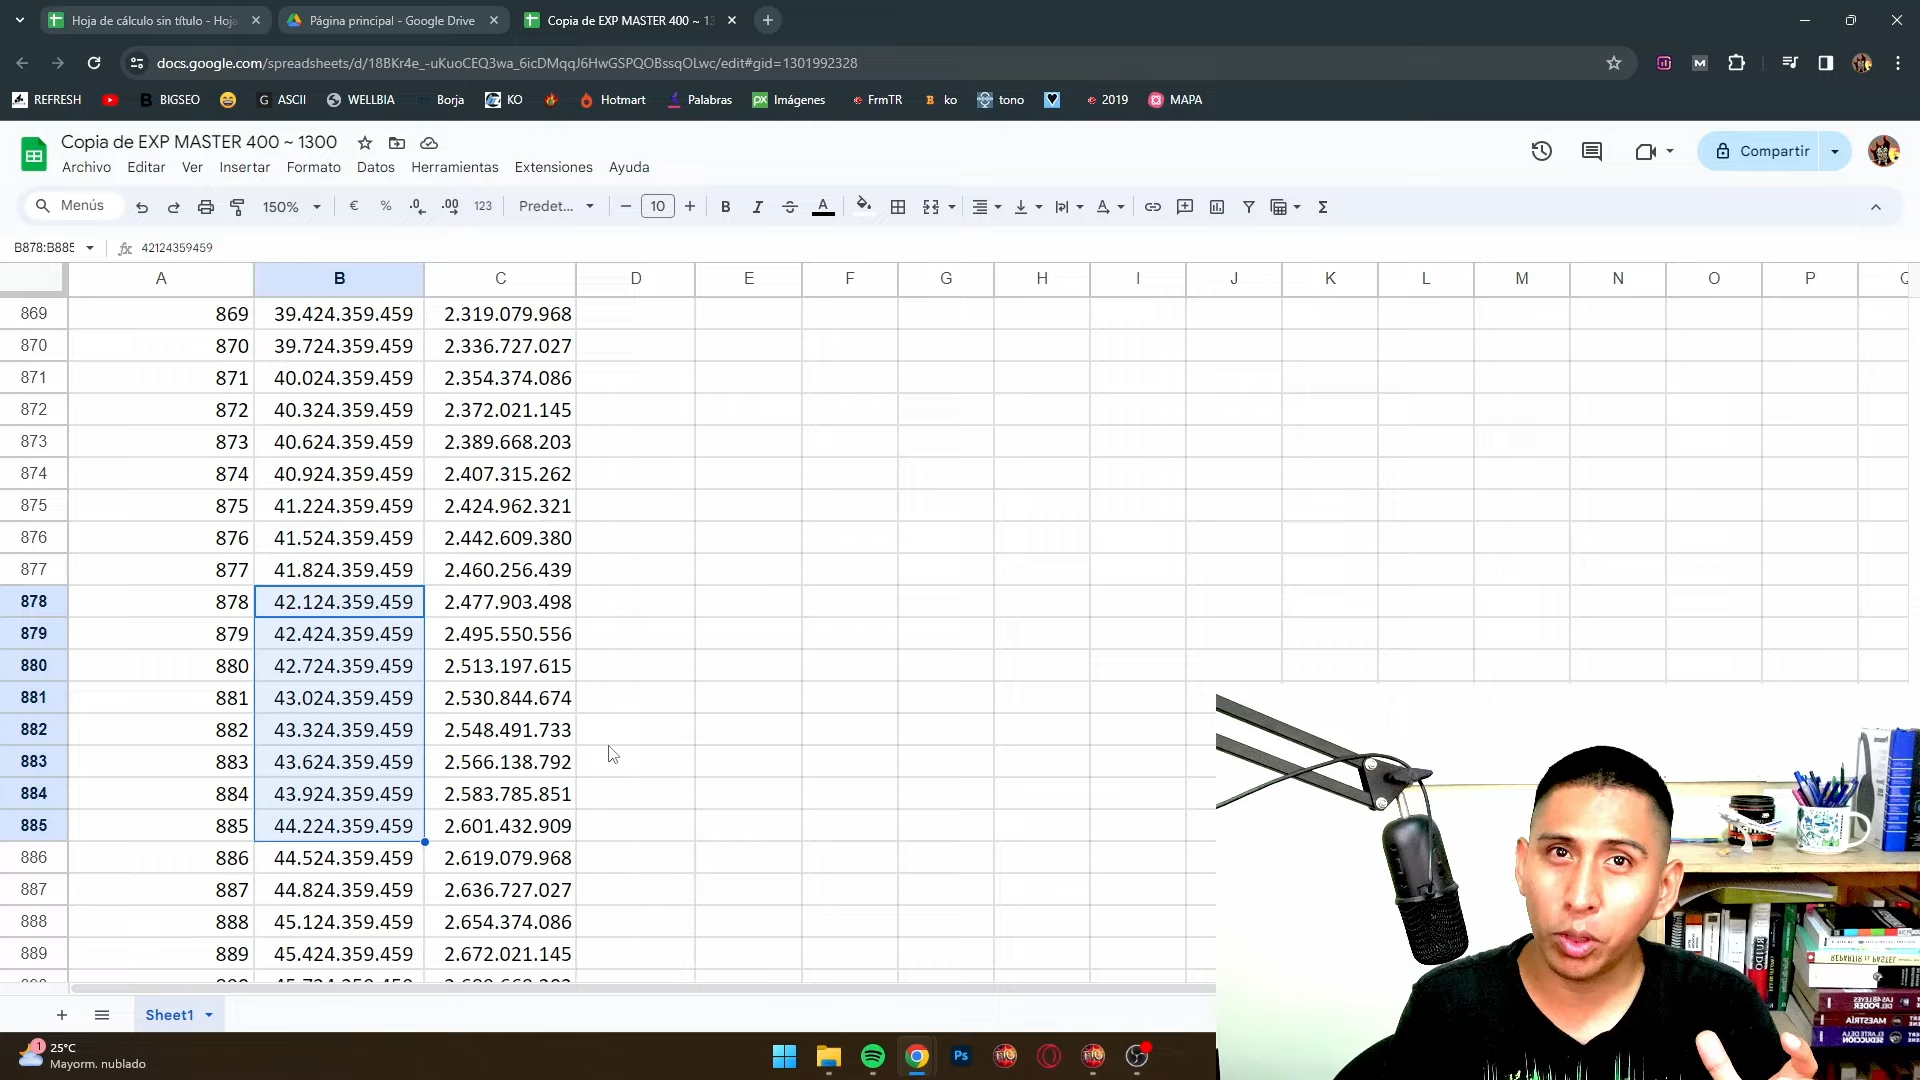 Hoja de cálculo sin título - Hoja
Página principal - Google Drive
Copia de EXP MASTER 400 ~ 13
docs.google.com/spreadsheets/d/18BKr4e_-uKuoCEQ3wa_6icDMqqJ6HwGSPQOBssqOLwc/edit#gid=1301992328
REFRESH BIGSEO ASCII WELLBIA Borja KO Hotmart Palabras Imágenes FrmTR ko tono 2019 MAPA
Copia de EXP MASTER 400 ~ 1300
Archivo Editar Ver Insertar Formato Datos Herramientas Extensiones Ayuda
Compartir
Menús 150% € % .0 .00 123 Predet... − 10 + B I A Σ
B878:B885 fx 42124359459
A B C D E F G H I J K L M N O P Q
869 869 39.424.359.459 2.319.079.968
870 870 39.724.359.459 2.336.727.027
871 871 40.024.359.459 2.354.374.086
872 872 40.324.359.459 2.372.021.145
873 873 40.624.359.459 2.389.668.203
874 874 40.924.359.459 2.407.315.262
875 875 41.224.359.459 2.424.962.321
876 876 41.524.359.459 2.442.609.380
877 877 41.824.359.459 2.460.256.439
878 878 42.124.359.459 2.477.903.498
879 879 42.424.359.459 2.495.550.556
880 880 42.724.359.459 2.513.197.615
881 881 43.024.359.459 2.530.844.674
882 882 43.324.359.459 2.548.491.733
883 883 43.624.359.459 2.566.138.792
884 884 43.924.359.459 2.583.785.851
885 885 44.224.359.459 2.601.432.909
886 886 44.524.359.459 2.619.079.968
887 887 44.824.359.459 2.636.727.027
888 888 45.124.359.459 2.654.374.086
889 889 45.424.359.459 2.672.021.145
Sheet1
1 25°C
Mayorm. nublado
Ps
REPARTIR el PASTEL
MAESTRÍA
SEDUCCIÓN